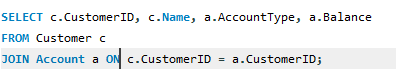 SELECT c.CustomerID, c.Name, a.AccountType, a.Balance
FROM Customer c
JOIN Account a ON c.CustomerID = a.CustomerID;